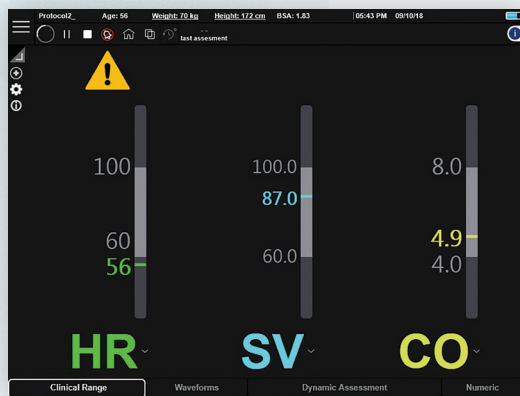 Protocol2_ Age: 56 Weight: 70 kg Height: 172 cm BSA: 1.83 05:43 PM 09/10/18
-- last assesment
100 100.0 8.0
87.0
60 4.9
56 60.0 4.0
HR SV CO
Clinical Range Waveforms Dynamic Assessment Numeric